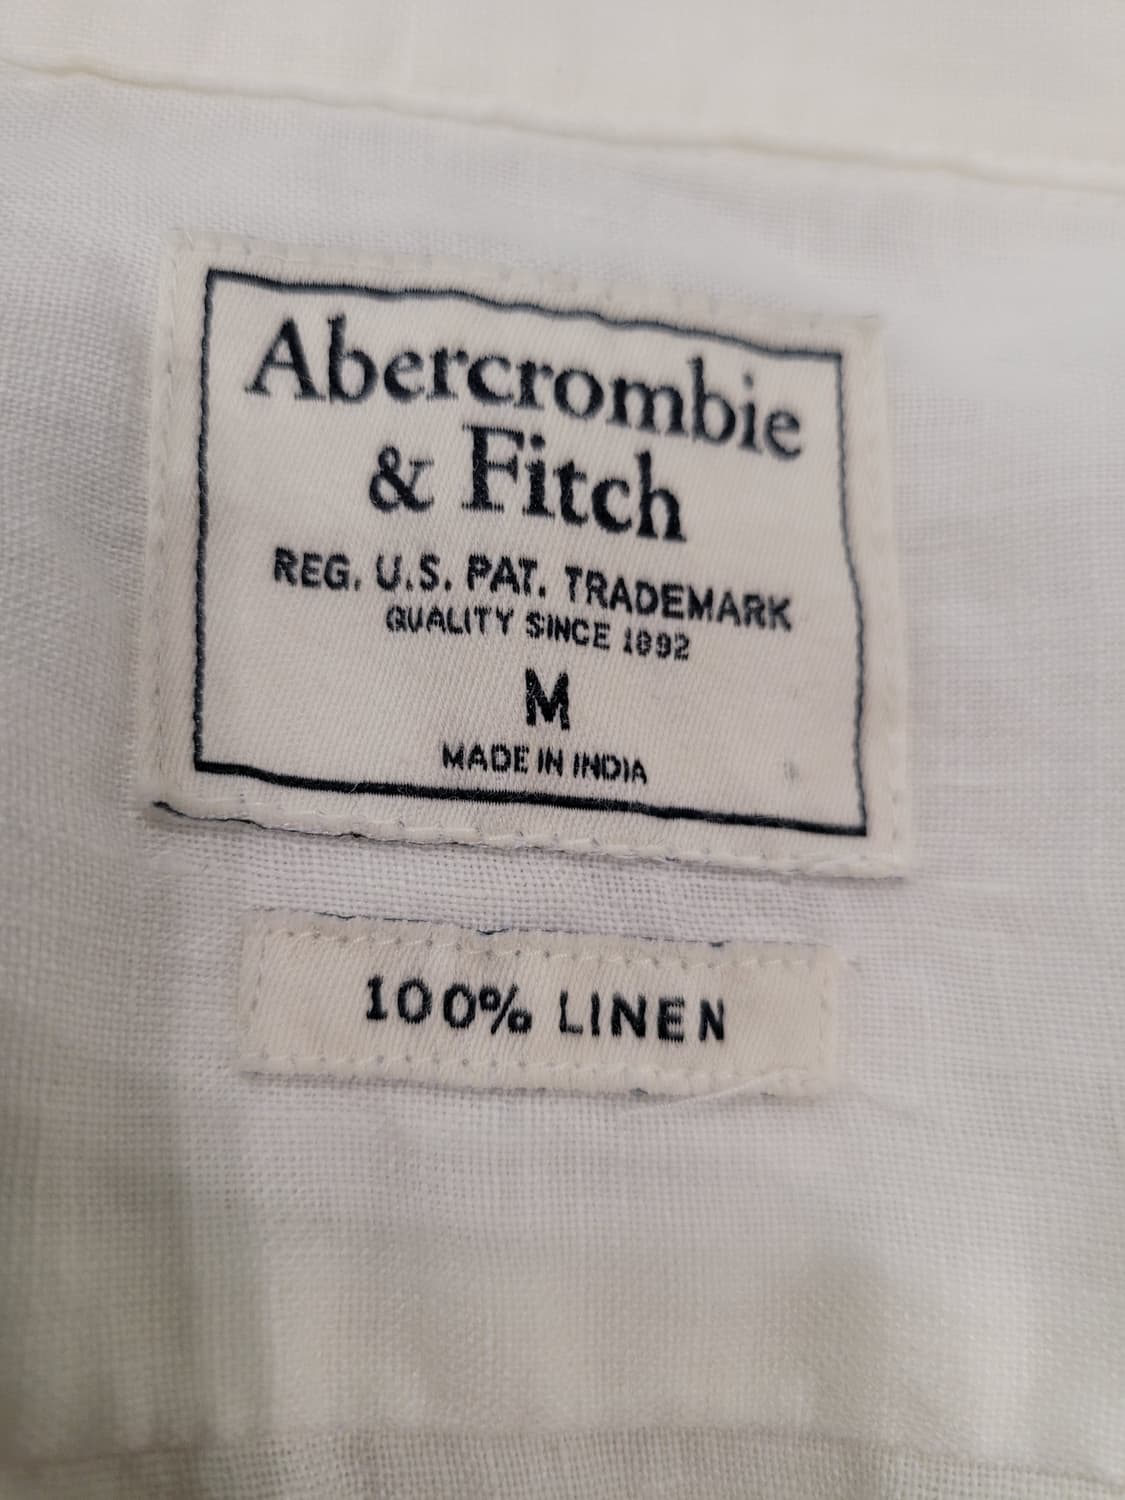 Abercrombie
& Fitch
REG. U.S. PAT. TRADEMARK
QUALITY SINCE 1892
M
MADE IN INDIA
100% LINEN